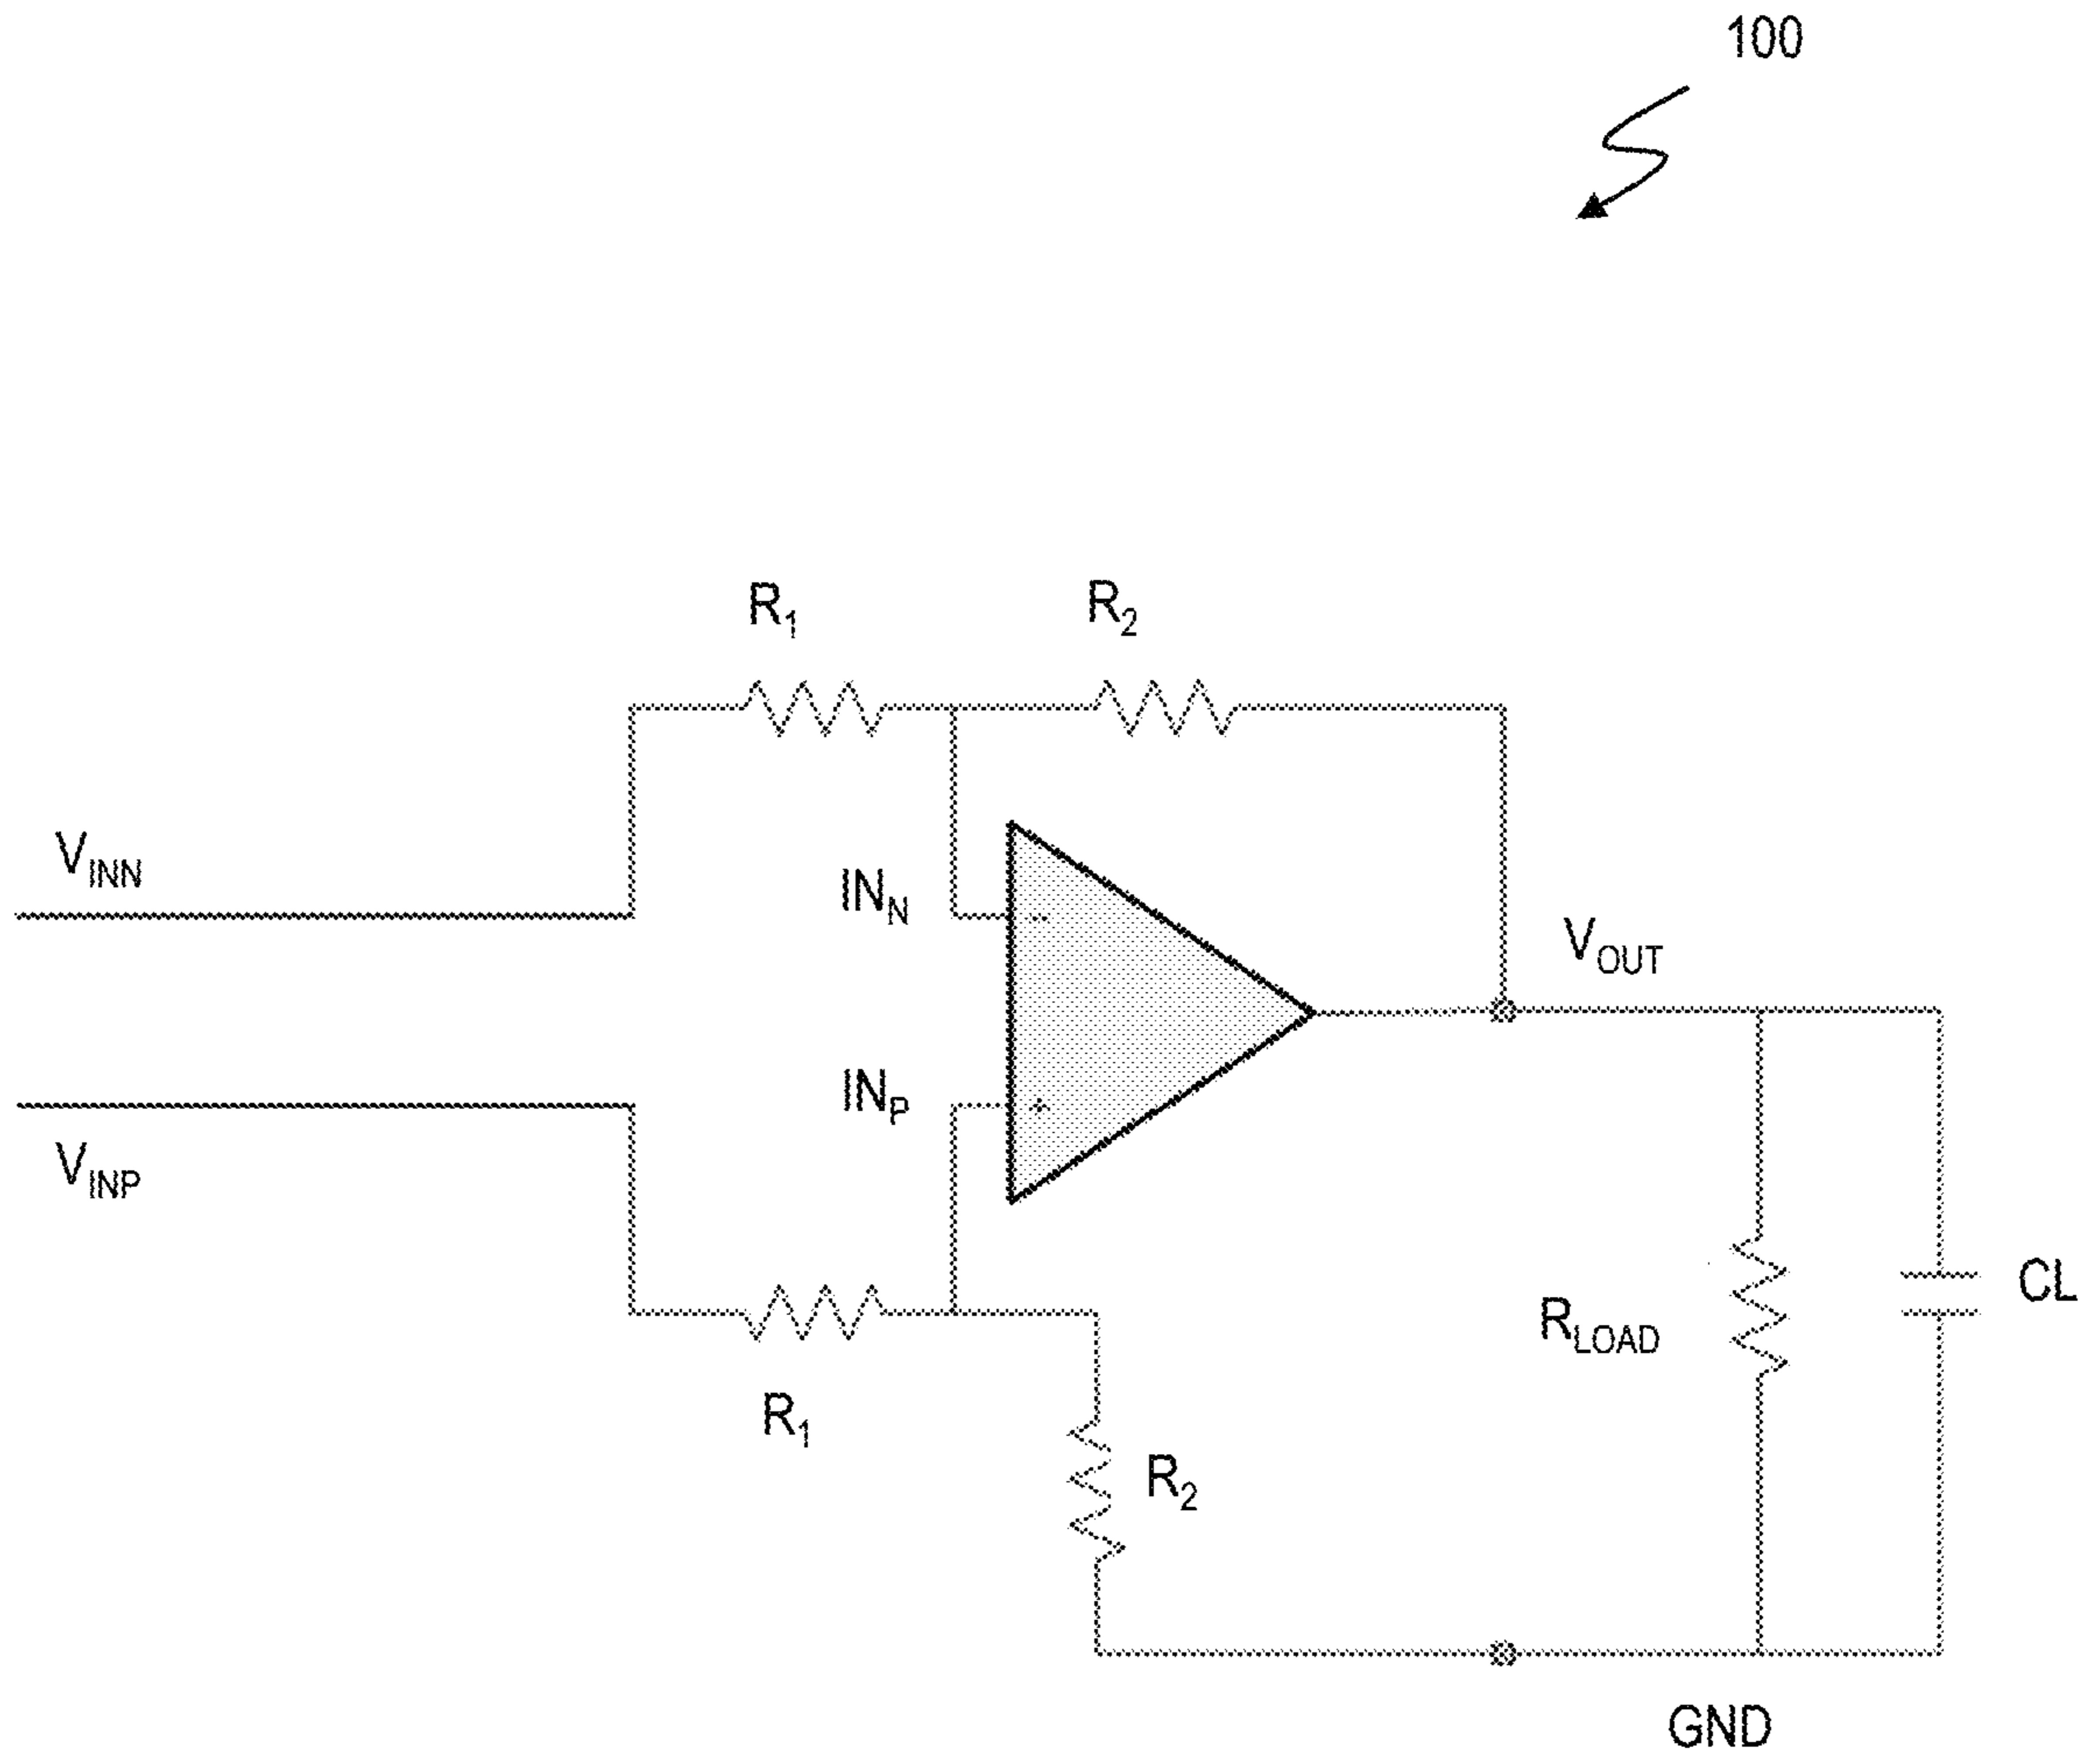 100
R1 R2
VINN
INN
VOUT
INP
VINP
CL
RLOAD
R1
R2
GND